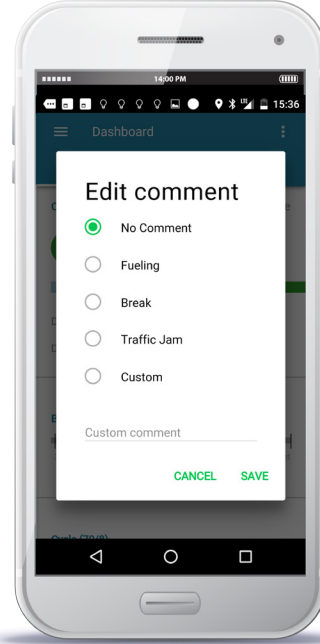 14:00 PM
15:36
Dashboard
Edit comment
No Comment
Fueling
Break
Traffic Jam
Custom
Custom comment
CANCEL SAVE
Cycle (70/8)